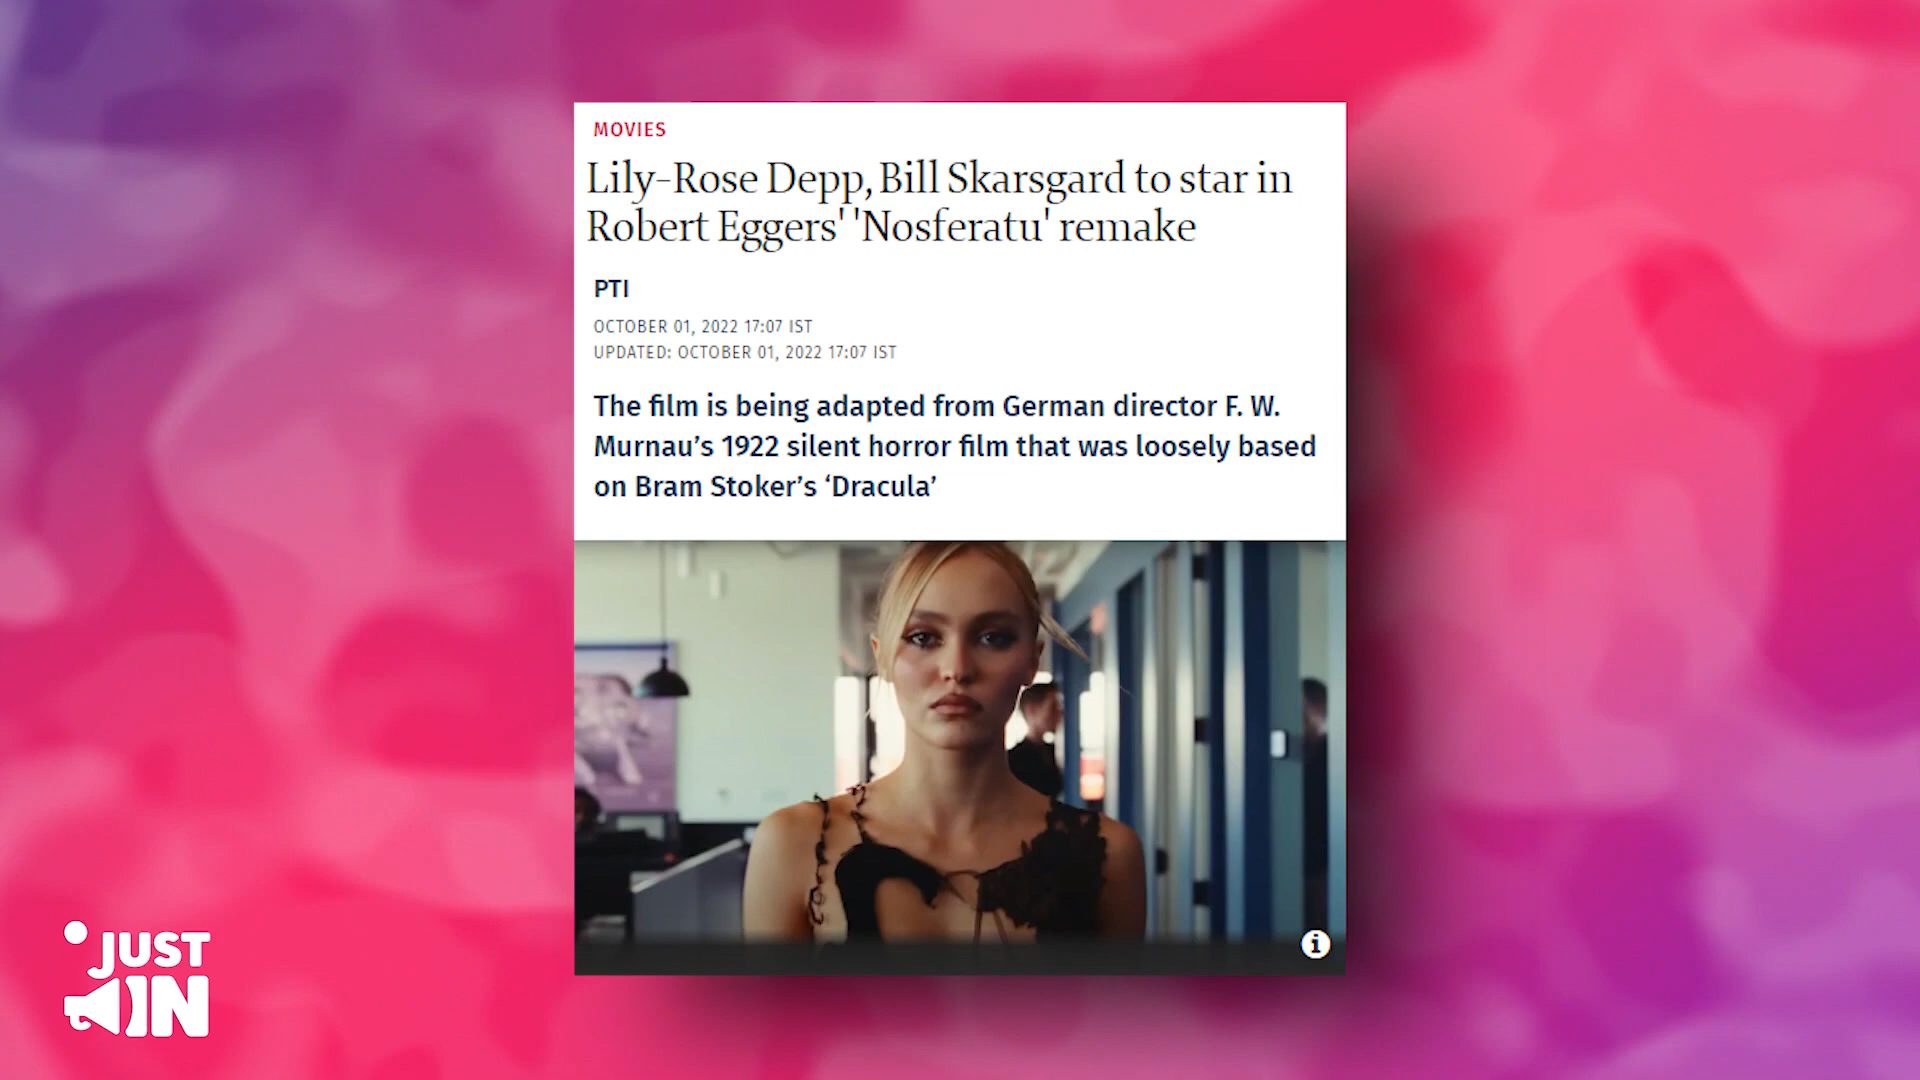 MOVIES
Lily-Rose Depp, Bill Skarsgard to star in
Robert Eggers' 'Nosferatu' remake
PTI
OCTOBER 01, 2022 17:07 IST
UPDATED: OCTOBER 01, 2022 17:07 IST
The film is being adapted from German director F. W.
Murnau’s 1922 silent horror film that was loosely based
on Bram Stoker’s ‘Dracula’
i
JUST
IN